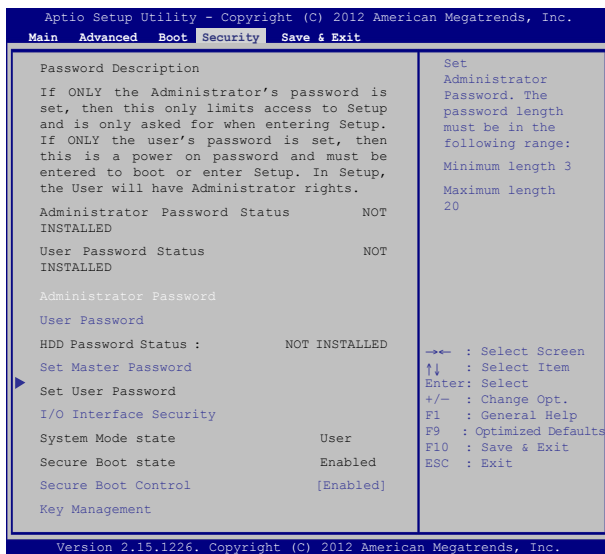 Aptio Setup Utility - Copyright (C) 2012 American Megatrends, Inc.
Main Advanced Boot Security Save & Exit
Password Description
If ONLY the Administrator's password is
set, then this only limits access to Setup
and is only asked for when entering Setup.
If ONLY the user's password is set, then
this is a power on password and must be
entered to boot or enter Setup. In Setup,
the User will have Administrator rights.
Administrator Password Status NOT
INSTALLED
User Password Status NOT
INSTALLED
Administrator Password
User Password
HDD Password Status : NOT INSTALLED
Set Master Password
Set User Password
I/O Interface Security
System Mode state User
Secure Boot state Enabled
Secure Boot Control [Enabled]
Key Management
Set
Administrator
Password. The
password length
must be in the
following range:
Minimum length 3
Maximum length
20
→← : Select Screen
↑↓ : Select Item
Enter: Select
+/— : Change Opt.
F1 : General Help
F9 : Optimized Defaults
F10 : Save & Exit
ESC : Exit
Version 2.15.1226. Copyright (C) 2012 American Megatrends, Inc.